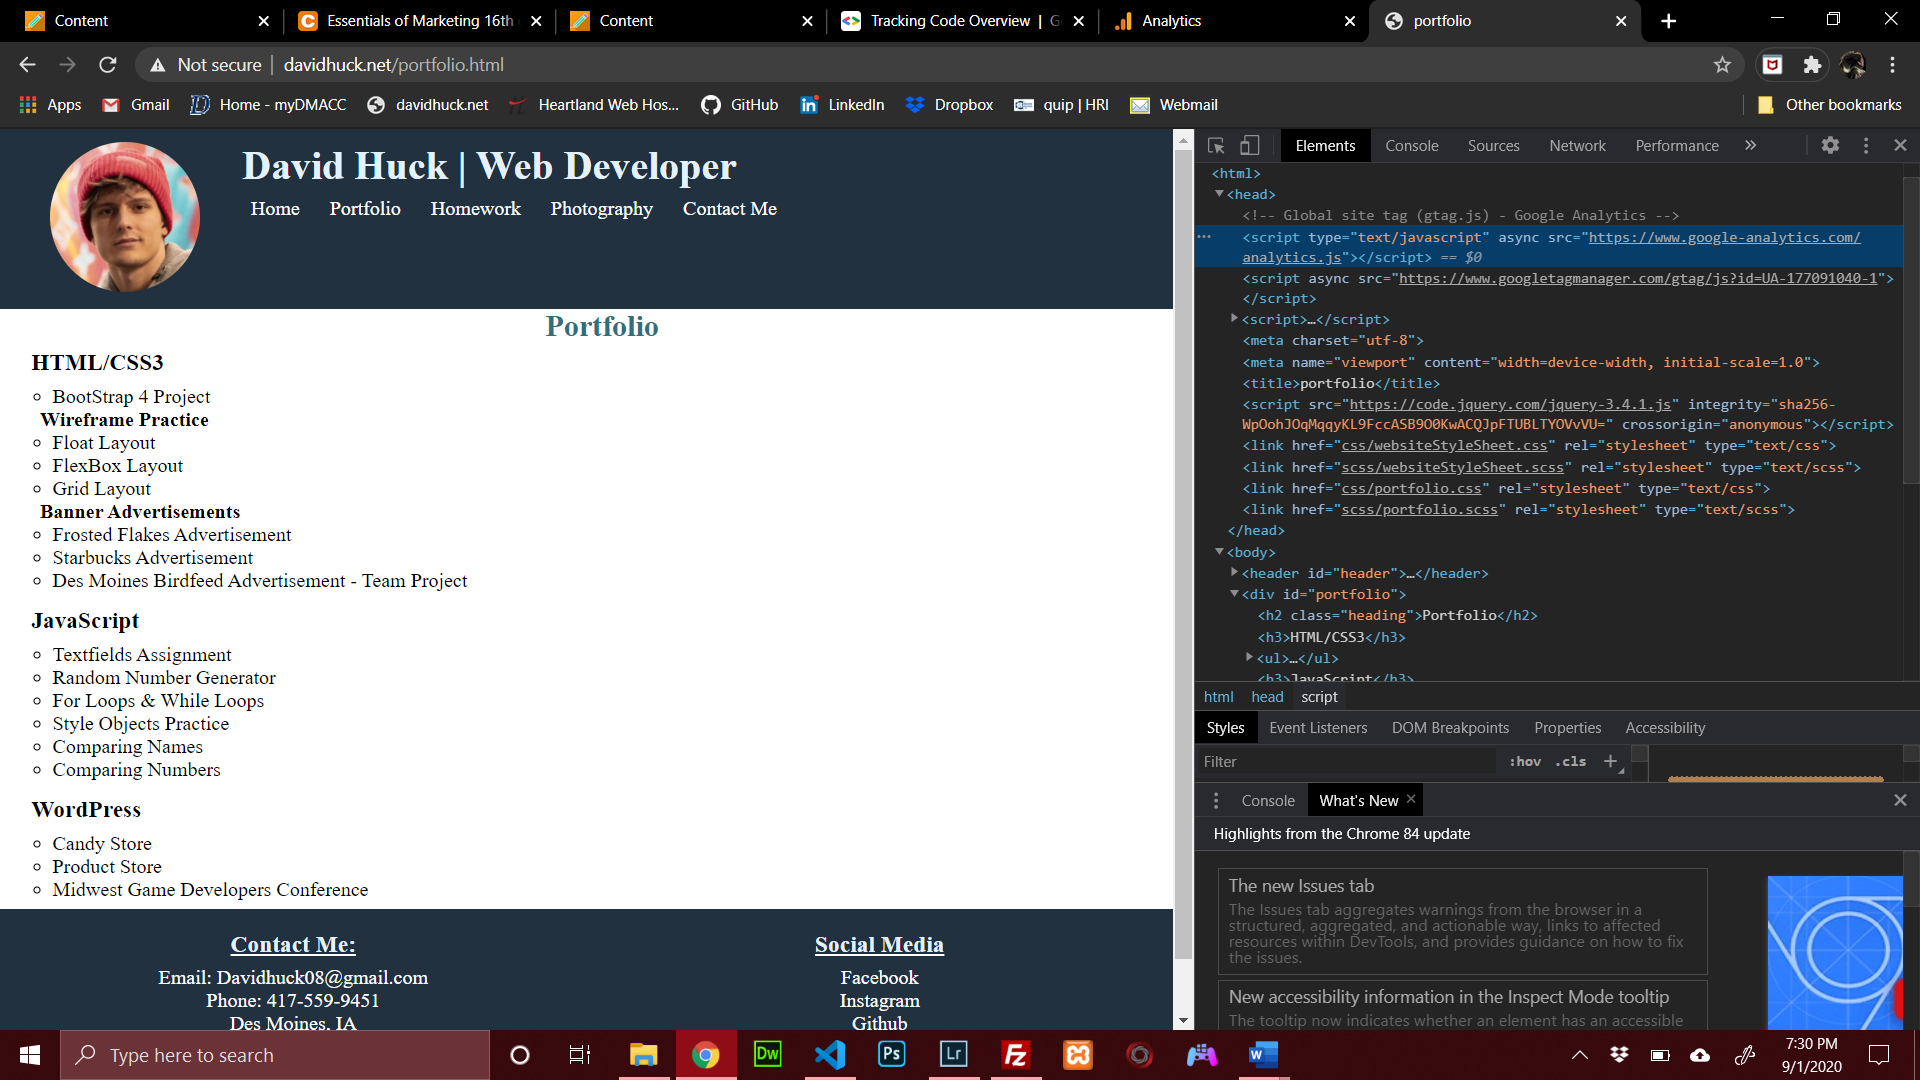 Content
Essentials of Marketing 16th
Content
Tracking Code Overview | G
Analytics
portfolio
Not secure | davidhuck.net/portfolio.html
Apps Gmail Home - myDMACC davidhuck.net Heartland Web Hos... GitHub LinkedIn Dropbox quip | HRI Webmail Other bookmarks
David Huck | Web Developer
Home Portfolio Homework Photography Contact Me
Portfolio
HTML/CSS3
BootStrap 4 Project
Wireframe Practice
Float Layout
FlexBox Layout
Grid Layout
Banner Advertisements
Frosted Flakes Advertisement
Starbucks Advertisement
Des Moines Birdfeed Advertisement - Team Project
JavaScript
Textfields Assignment
Random Number Generator
For Loops & While Loops
Style Objects Practice
Comparing Names
Comparing Numbers
WordPress
Candy Store
Product Store
Midwest Game Developers Conference
Contact Me:
Email: Davidhuck08@gmail.com
Phone: 417-559-9451
Des Moines, IA
Social Media
Facebook
Instagram
Github
Elements Console Sources Network Performance »
<html>
<head>
<!-- Global site tag (gtag.js) - Google Analytics -->
<script type="text/javascript" async src="https://www.google-analytics.com/
analytics.js"></script> == $0
<script async src="https://www.googletagmanager.com/gtag/js?id=UA-177091040-1">
</script>
<script>…</script>
<meta charset="utf-8">
<meta name="viewport" content="width=device-width, initial-scale=1.0">
<title>portfolio</title>
<script src="https://code.jquery.com/jquery-3.4.1.js" integrity="sha256-
WpOohJOqMqqyKL9FccASB9O0KwACQJpFTUBLTYOVvVU=" crossorigin="anonymous"></script>
<link href="css/websiteStyleSheet.css" rel="stylesheet" type="text/css">
<link href="scss/websiteStyleSheet.scss" rel="stylesheet" type="text/scss">
<link href="css/portfolio.css" rel="stylesheet" type="text/css">
<link href="scss/portfolio.scss" rel="stylesheet" type="text/scss">
</head>
<body>
<header id="header">…</header>
<div id="portfolio">
<h2 class="heading">Portfolio</h2>
<h3>HTML/CSS3</h3>
<ul>…</ul>
<h3>JavaScript</h3>
html head script
Styles Event Listeners DOM Breakpoints Properties Accessibility
Filter :hov .cls +
Console What's New
Highlights from the Chrome 84 update
The new Issues tab
The Issues tab aggregates warnings from the browser in a
structured, aggregated, and actionable way, links to affected
resources within DevTools, and provides guidance on how to fix
the issues.
New accessibility information in the Inspect Mode tooltip
The tooltip now indicates whether an element has an accessible
Type here to search
Dw
Ps
Lr
Fz
W
7:30 PM
9/1/2020